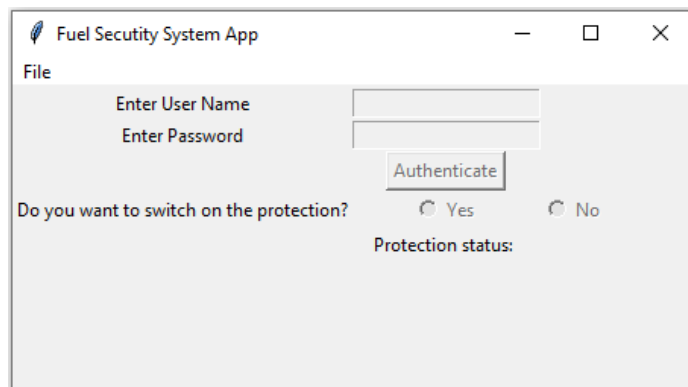 Fuel Secutity System App
File
Enter User Name
Enter Password
Authenticate
Do you want to switch on the protection? Yes No
Protection status: